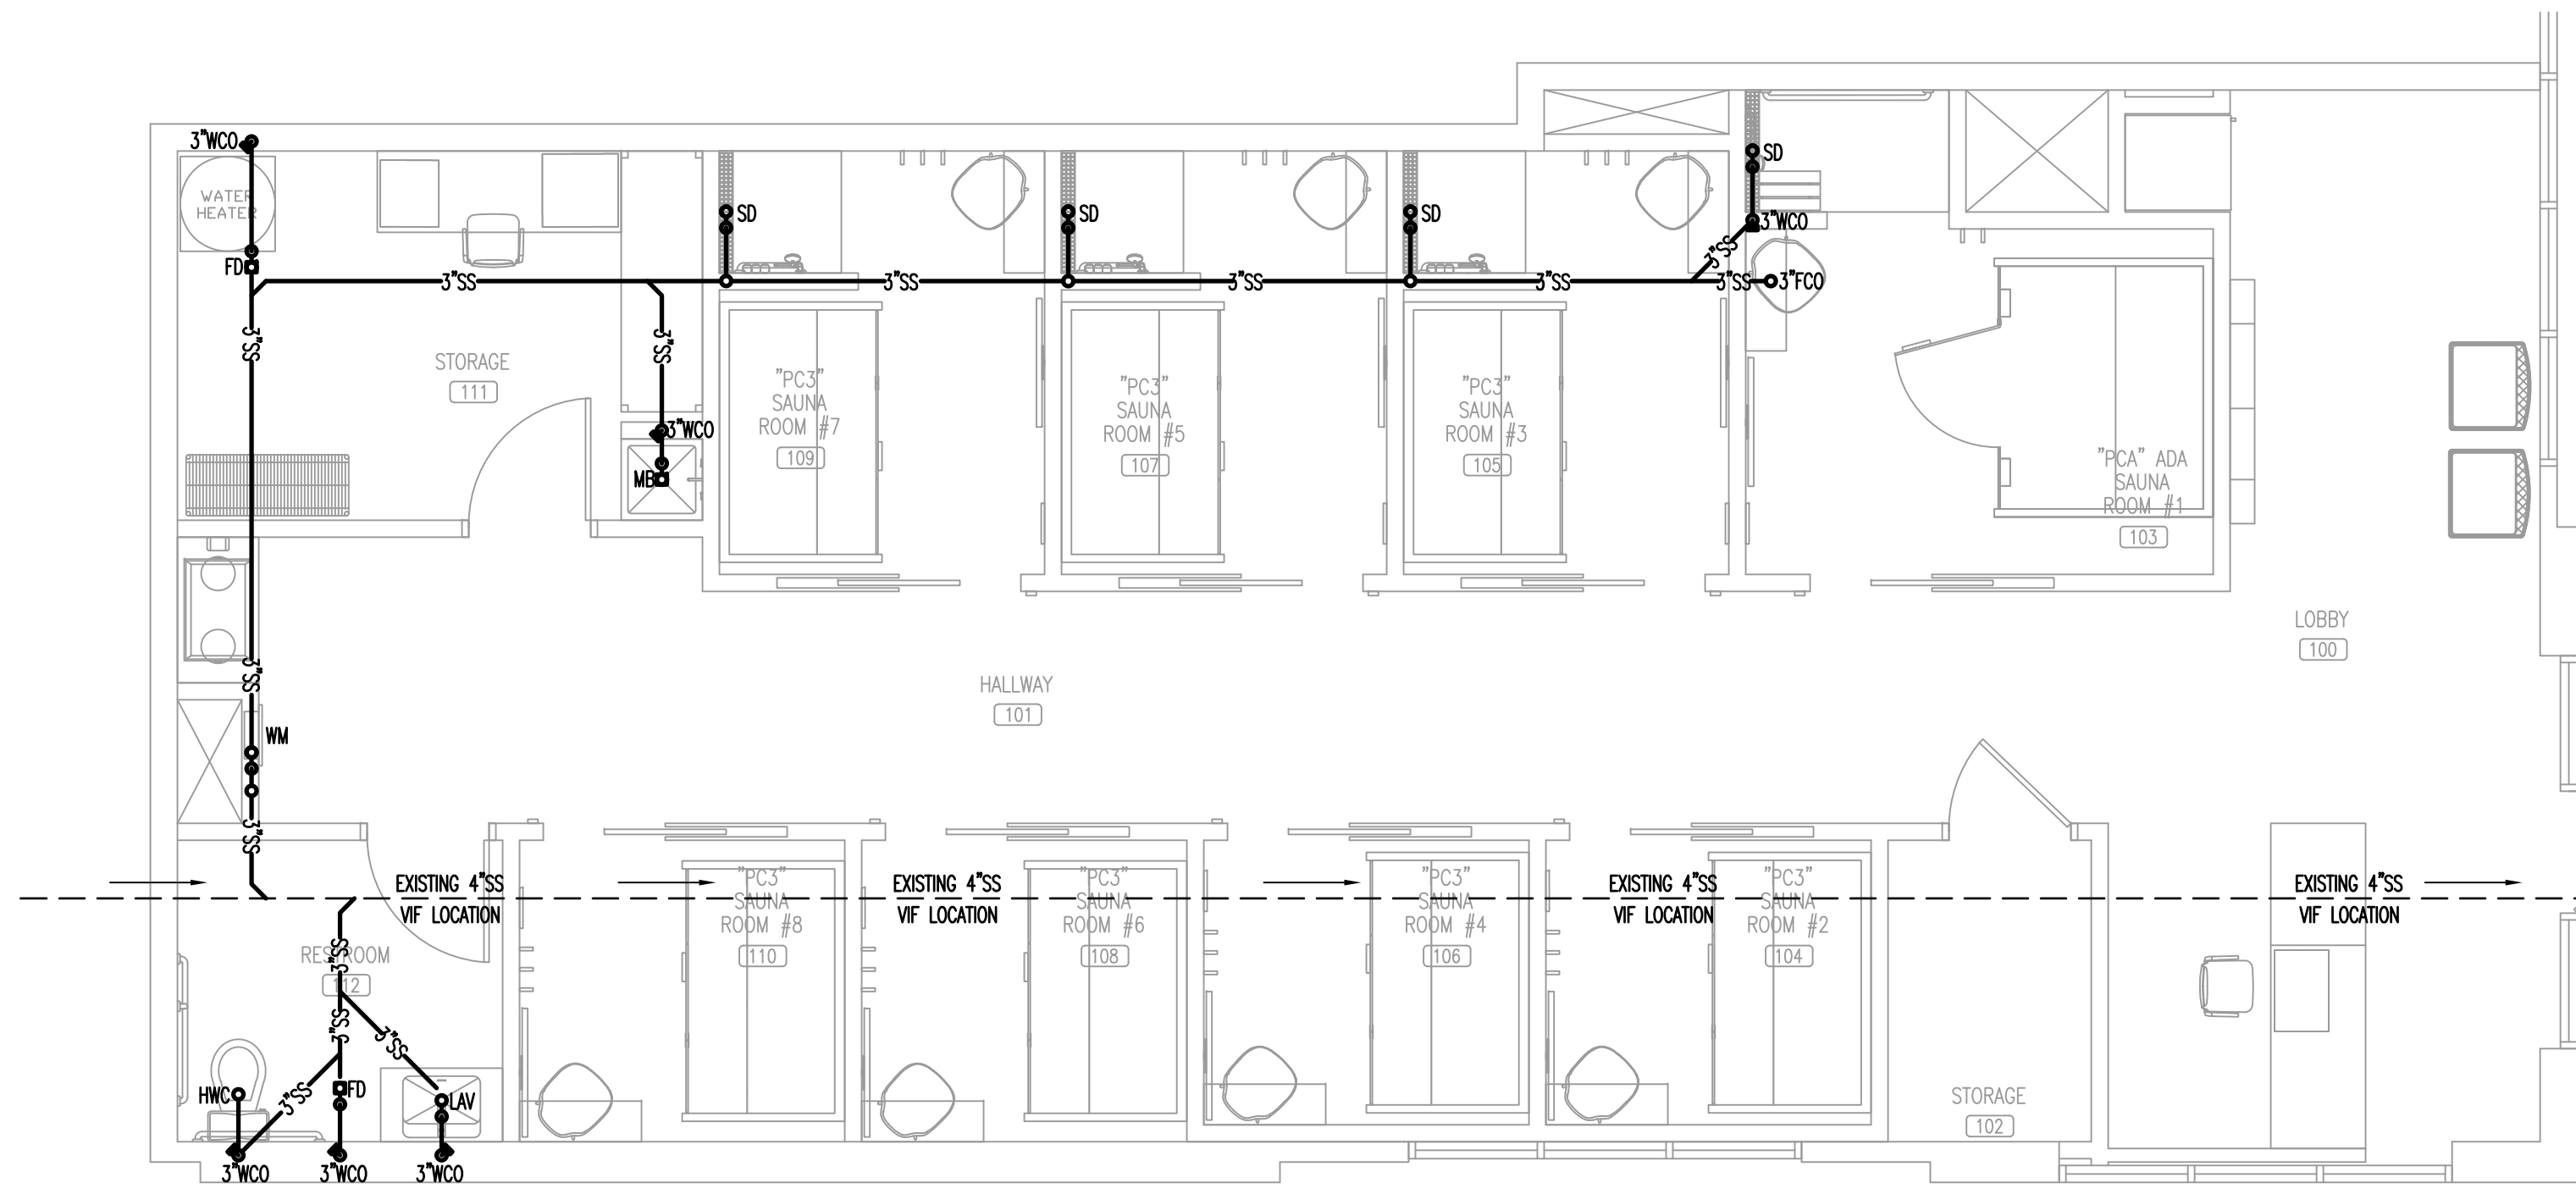 3"WCO
WATER
HEATER
FD
SD
SD
SD
SD
3"WCO
3"SS
3"SS
3"SS
3"SS
3"SS
3"SS
3"FCO
3"SS
3"SS
STORAGE
111
3"WCO
MB
"PC3"
SAUNA
ROOM #7
109
"PC3"
SAUNA
ROOM #5
107
"PC3"
SAUNA
ROOM #3
105
"PCA" ADA
SAUNA
ROOM #1
103
LOBBY
100
3"SS
HALLWAY
101
WM
3"SS
EXISTING 4"SS
VIF LOCATION
EXISTING 4"SS
VIF LOCATION
EXISTING 4"SS
VIF LOCATION
EXISTING 4"SS
VIF LOCATION
"PC3"
SAUNA
ROOM #8
110
"PC3"
SAUNA
ROOM #6
108
"PC3"
SAUNA
ROOM #4
106
"PC3"
SAUNA
ROOM #2
104
3"SS
RESTROOM
112
3"SS
3"SS
3"SS
HWC
FD
LAV
3"WCO
3"WCO
3"WCO
STORAGE
102